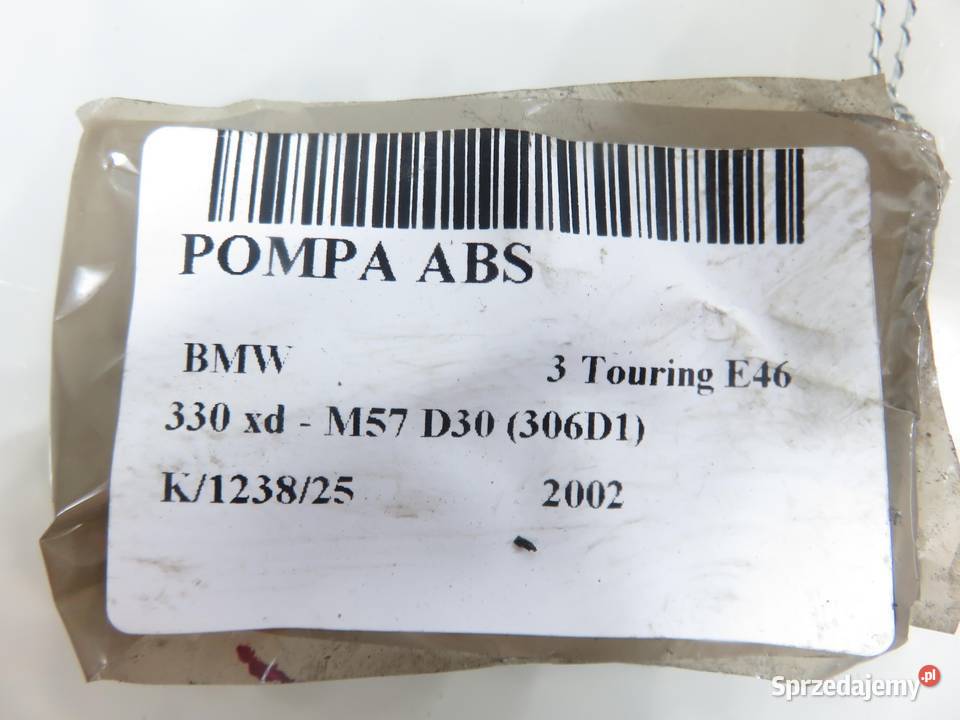 POMPA ABS
BMW 3 Touring E46
330 xd - M57 D30 (306D1)
K/1238/25 2002
Sprzedajemy.pl